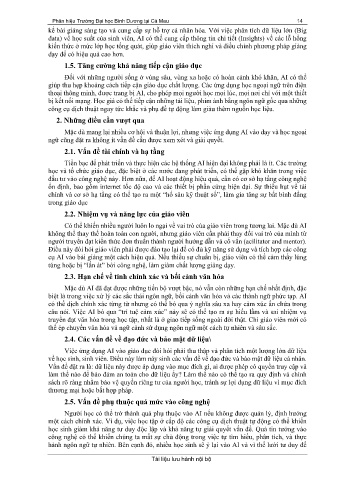 Phân hiệu Trường Đại học Bình Dương tại Cà Mau 14
kế bài giảng sáng tạo và cung cấp sự hỗ trợ cá nhân hóa. Với việc phân tích dữ liệu lớn (Big
data) về học suất của sinh viên, AI có thể cung cấp thông tin chi tiết (Insights) về các lỗ hổng
kiến thức ở mức lớp học tổng quát, giúp giáo viên thích nghi và điều chỉnh phương pháp giảng
dạy để có hiệu quả cao hơn.
1.5. Tăng cường khả năng tiếp cận giáo dục
Đối với những người sống ở vùng sâu, vùng xa hoặc có hoàn cảnh khó khăn, AI có thể
giúp thu hẹp khoảng cách tiếp cận giáo dục chất lượng. Các ứng dụng học ngoại ngữ trên điện
thoại thông minh, được trang bị AI, cho phép mọi người học mọi lúc, mọi nơi chỉ với một thiết
bị kết nối mạng. Học giả có thể tiếp cận những tài liệu, phim ảnh bằng ngôn ngữ gốc qua những
công cụ dịch thuật ngay tức khắc và phụ đề tự động làm giàu thêm nguồn học liệu.
2. Những điều cần vượt qua
Mặc dù mang lại nhiều cơ hội và thuận lợi, nhưng việc ứng dụng AI vào dạy và học ngoại
ngữ cũng đặt ra không ít vấn đề cần được xem xét và giải quyết.
2.1. Vấn đề tài chính và hạ tầng
Tiền bạc để phát triển và thực hiện các hệ thống AI hiện đại không phải là ít. Các trường
học và tổ chức giáo dục, đặc biệt ở các nước đang phát triển, có thể gặp khó khăn trong việc
đầu tư vào công nghệ này. Hơn nữa, để AI hoạt động hiệu quả, cần có cơ sở hạ tầng công nghệ
ổn định, bao gồm internet tốc độ cao và các thiết bị phần cứng hiện đại. Sự thiếu hụt về tài
chính và cơ sở hạ tầng có thể tạo ra một “hố sâu kỹ thuật số”, làm gia tăng sự bất bình đẳng
trong giáo dục
2.2. Nhiệm vụ và năng lực của giáo viên
Có thể khiến nhiều người luôn lo ngại về vai trò của giáo viên trong tương lai. Mặc dù AI
không thể thay thế hoàn toàn con người, nhưng giáo viên cần phải thay đổi vai trò của mình từ
người truyền đạt kiến thức đơn thuần thành người hướng dẫn và cố vấn (acilitator and mentor).
Điều này đòi hỏi giáo viên phải được đào tạo lại để có đủ kỹ năng sử dụng và tích hợp các công
cụ AI vào bài giảng một cách hiệu quả. Nếu thiếu sự chuẩn bị, giáo viên có thể cảm thấy lúng
túng hoặc bị “lấn át” bởi công nghệ, làm giảm chất lượng giảng dạy.
2.3. Hạn chế về tính chính xác và bối cảnh văn hóa
Mặc dù AI đã đạt được những tiến bộ vượt bậc, nó vẫn còn những hạn chế nhất định, đặc
biệt là trong việc xử lý các sắc thái ngôn ngữ, bối cảnh văn hóa và các thành ngữ phức tạp. AI
có thể dịch chính xác từng từ nhưng có thể bỏ qua ý nghĩa sâu xa hay cảm xúc ẩn chứa trong
câu nói. Việc AI bỏ qua “trí tuệ cảm xúc” này sẽ có thể tạo ra sự hiểu lầm và sai nhiệm vụ
truyền đạt văn hóa trong học tập, nhất là ở giao tiếp sống ngoài đời thật. Chỉ giáo viên mới có
thể ép chuyện văn hóa và ngữ cảnh sử dụng ngôn ngữ một cách tự nhiên và sâu sắc.
2.4. Các vấn đề về đạo đức và bảo mật dữ liệu\
Việc ứng dụng AI vào giáo dục đòi hỏi phải thu thập và phân tích một lượng lớn dữ liệu
về học sinh, sinh viên. Điều này làm nảy sinh các vấn đề về đạo đức và bảo mật dữ liệu cá nhân.
Vấn đề đặt ra là: dữ liệu này được áp dụng vào mục đích gì, ai được phép có quyền truy cập và
làm thế nào để bảo đảm an toàn cho dữ liệu ấy? Làm thế nào có thể tạo ra quy định và chính
sách rõ ràng nhằm bảo vệ quyền riêng tư của người học, tránh sự lợi dụng dữ liệu vì mục đích
thương mại hoặc bất hợp pháp.
2.5. Vấn đề phụ thuộc quá mức vào công nghệ
Người học có thể trở thành quá phụ thuộc vào AI nếu không được quản lý, định hướng
một cách chính xác. Ví dụ, việc học tập ở cấp độ các công cụ dịch thuật tự động có thể khiến
học sinh giảm khả năng tư duy độc lập và khả năng tự giải quyết vấn đề. Quá tin tưởng vào
công nghệ có thể khiến chúng ta mất sự chủ động trong việc tự tìm hiểu, phân tích, và thực
hành ngôn ngữ tự nhiên. Bên cạnh đó, nhiều học sinh sẽ ỷ lại vào AI và vì thế lười tư duy để
Tài liệu lưu hành nội bộ